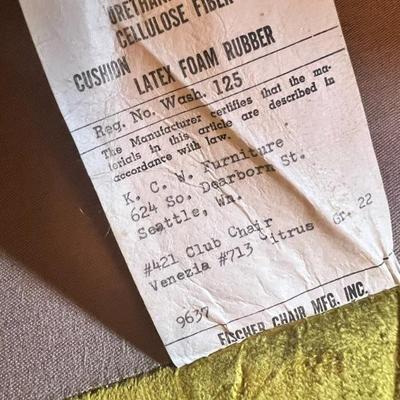 URETHANE
CELLULOSE FIBER
CUSHION
LATEX FOAM RUBBER
Reg. No. Wash. 125
The Manufacturer certifies that the ma-
terials in this article are described in
accordance with law.
K. C. W. Furniture
624 So. Dearborn St.
Seattle, Wn.
#421 Club Chair
Venezia #713 Citrus Gr. 22
9637
FISCHER CHAIR MFG. INC.